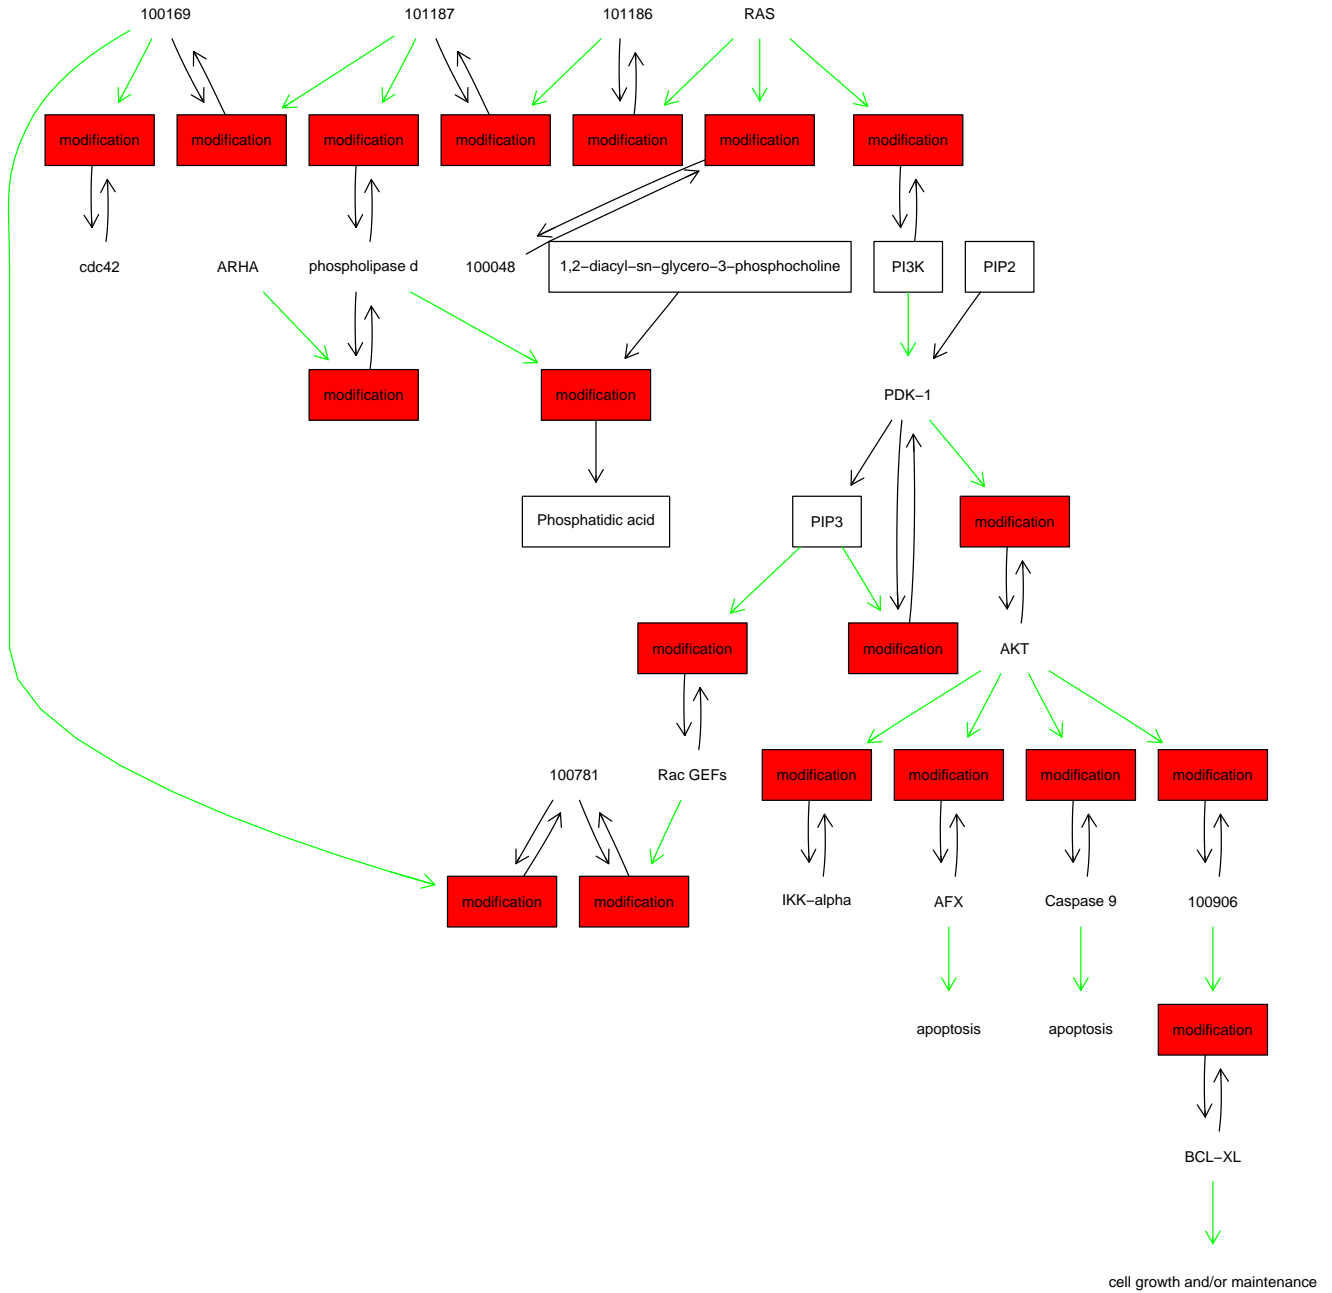 100169
101187
101186
RAS
modification
modification
modification
modification
modification
modification
modification
cdc42
ARHA
phospholipase d
100048
1,2−diacyl−sn−glycero−3−phosphocholine
PI3K
PIP2
modification
modification
PDK−1
Phosphatidic acid
PIP3
modification
modification
modification
AKT
100781
Rac GEFs
modification
modification
modification
modification
modification
modification
IKK−alpha
AFX
Caspase 9
100906
apoptosis
apoptosis
modification
BCL−XL
cell growth and/or maintenance